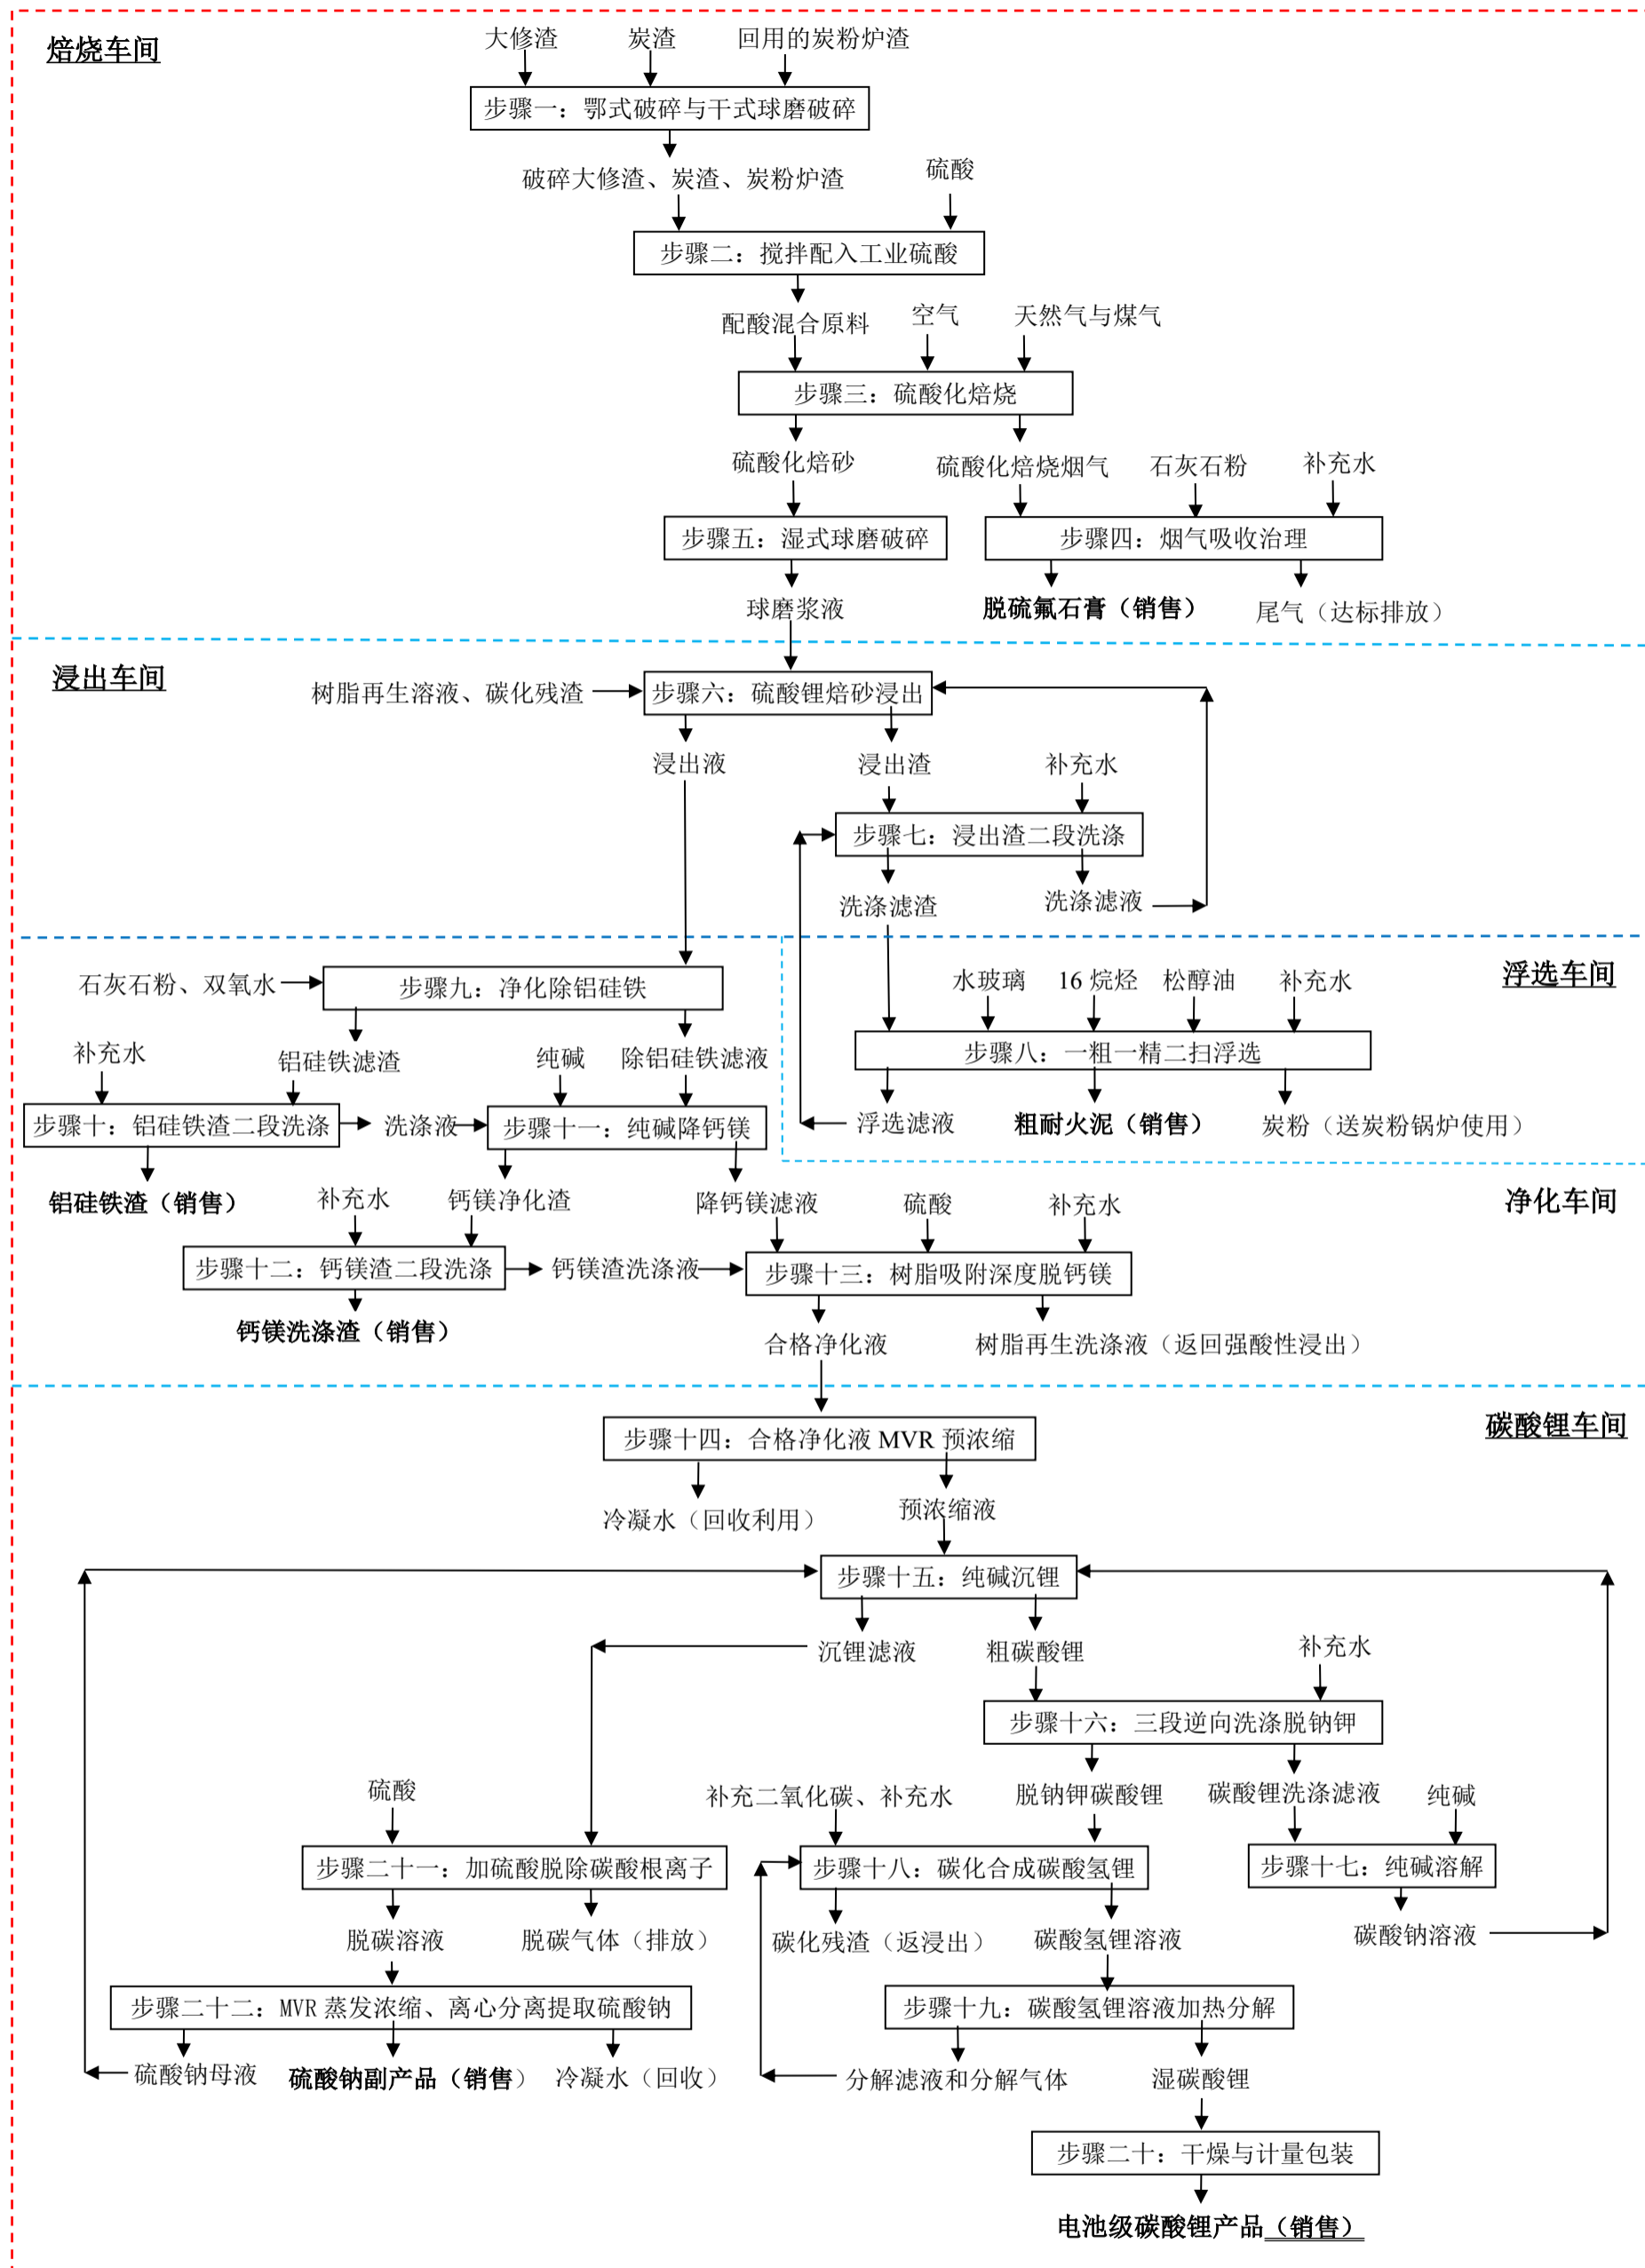 焙烧车间
大修渣
炭渣
回用的炭粉炉渣
步骤一：鄂式破碎与干式球磨破碎
破碎大修渣、炭渣、炭粉炉渣
硫酸
步骤二：搅拌配入工业硫酸
配酸混合原料
空气
天然气与煤气
步骤三：硫酸化焙烧
硫酸化焙砂
硫酸化焙烧烟气
石灰石粉
补充水
步骤五：湿式球磨破碎
步骤四：烟气吸收治理
球磨浆液
脱硫氟石膏（销售）
尾气（达标排放）
浸出车间
树脂再生溶液、碳化残渣
步骤六：硫酸锂焙砂浸出
浸出液
浸出渣
补充水
步骤七：浸出渣二段洗涤
洗涤滤渣
洗涤滤液
浮选车间
石灰石粉、双氧水
步骤九：净化除铝硅铁
水玻璃
16 烷烃
松醇油
补充水
步骤八：一粗一精二扫浮选
补充水
铝硅铁滤渣
纯碱
除铝硅铁滤液
步骤十：铝硅铁渣二段洗涤
洗涤液
步骤十一：纯碱降钙镁
浮选滤液
粗耐火泥（销售）
炭粉（送炭粉锅炉使用）
铝硅铁渣（销售）
补充水
钙镁净化渣
降钙镁滤液
硫酸
补充水
净化车间
步骤十二：钙镁渣二段洗涤
钙镁渣洗涤液
步骤十三：树脂吸附深度脱钙镁
钙镁洗涤渣（销售）
合格净化液
树脂再生洗涤液（返回强酸性浸出）
碳酸锂车间
步骤十四：合格净化液 MVR 预浓缩
冷凝水（回收利用）
预浓缩液
步骤十五：纯碱沉锂
沉锂滤液
粗碳酸锂
补充水
步骤十六：三段逆向洗涤脱钠钾
硫酸
补充二氧化碳、补充水
脱钠钾碳酸锂
碳酸锂洗涤滤液
纯碱
步骤二十一：加硫酸脱除碳酸根离子
步骤十八：碳化合成碳酸氢锂
步骤十七：纯碱溶解
脱碳溶液
脱碳气体（排放）
碳化残渣（返浸出）
碳酸氢锂溶液
碳酸钠溶液
步骤二十二：MVR 蒸发浓缩、离心分离提取硫酸钠
步骤十九：碳酸氢锂溶液加热分解
硫酸钠母液
硫酸钠副产品（销售）
冷凝水（回收）
分解滤液和分解气体
湿碳酸锂
步骤二十：干燥与计量包装
电池级碳酸锂产品（销售）